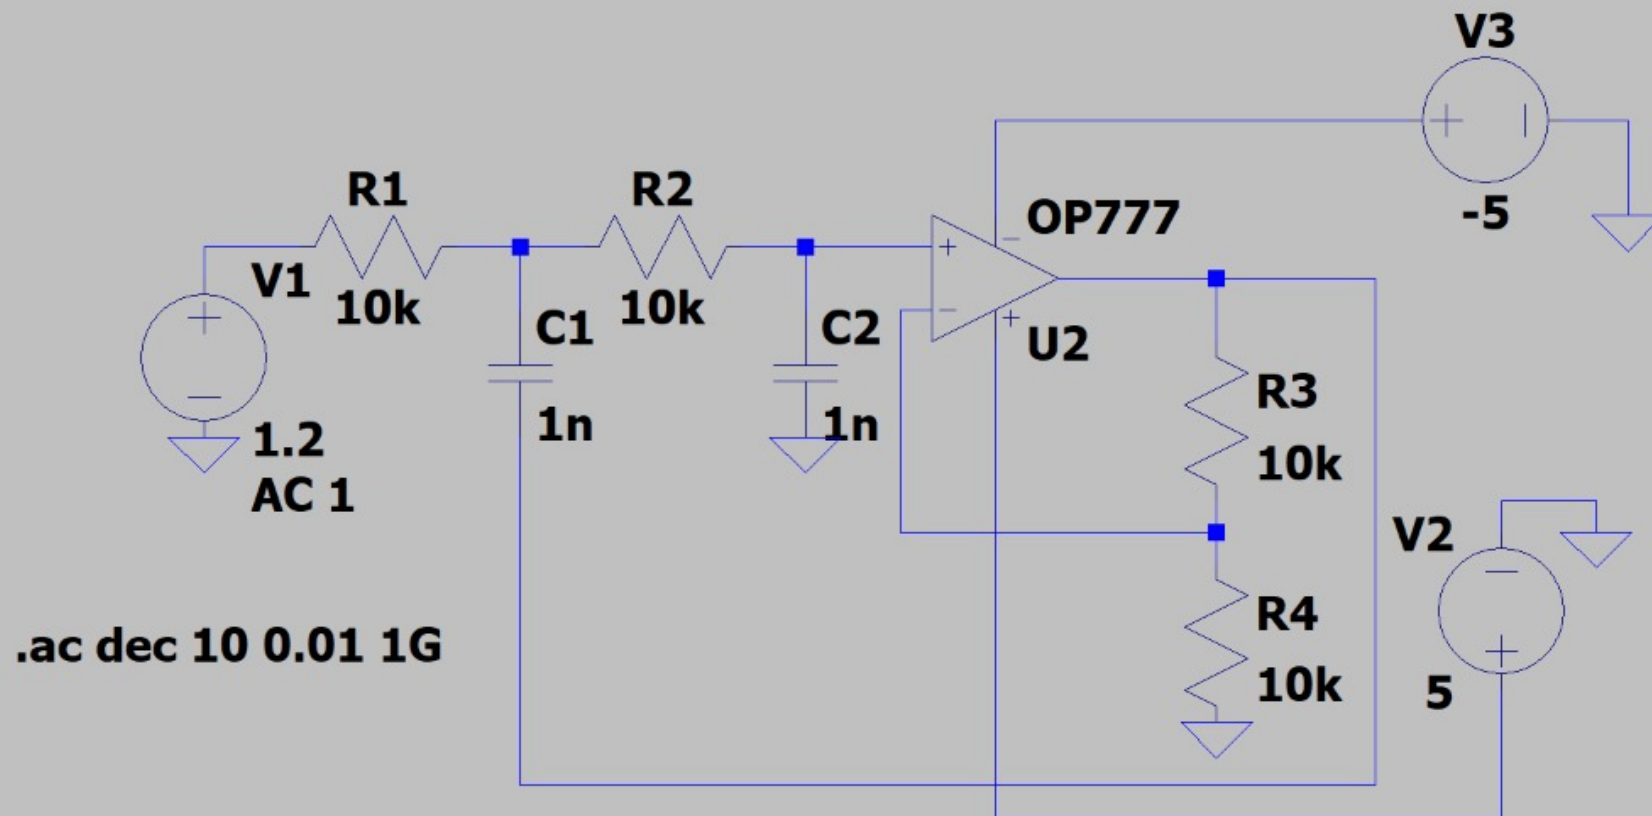 V3
-5
R1
10k
R2
10k
OP777
U2
V1
1.2
AC 1
C1
1n
C2
1n
R3
10k
R4
10k
V2
5
.ac dec 10 0.01 1G